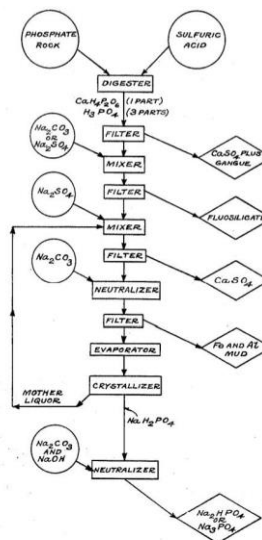 PHOSPHATE
ROCK
SULFURIC
ACID
DIGESTER
CaH4P2O8 (1 PART)
H3PO4 (3 PARTS)
FILTER
Na2CO3
OR
Na2SO4
MIXER
CaSO4 PLUS
GANGUE
FILTER
Na2SO4
FLUOSILICATE
MIXER
FILTER
Na2CO3
CaSO4
NEUTRALIZER
FILTER
Fe AND Al
MUD
EVAPORATOR
CRYSTALLIZER
MOTHER
LIQUOR
NaH2PO4
Na2CO3
AND
NaOH
NEUTRALIZER
Na2HPO4
OR
Na3PO4